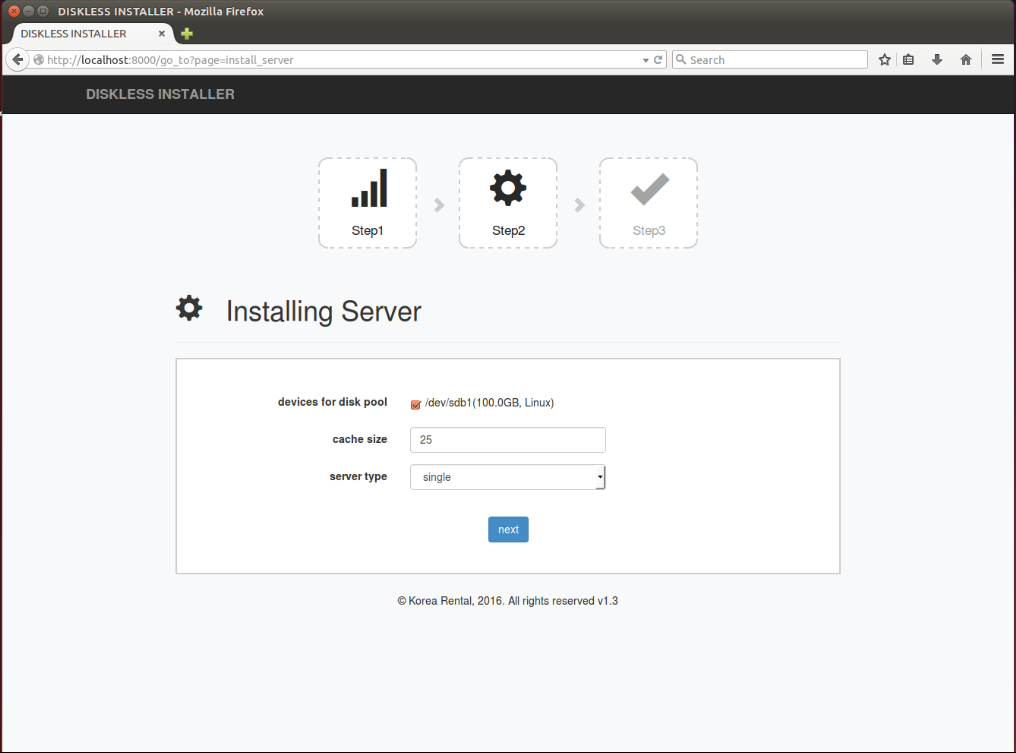 DISKLESS INSTALLER - Mozilla Firefox
DISKLESS INSTALLER
http://localhost:8000/go_to?page=install_server
Search
DISKLESS INSTALLER
Step1
Step2
Step3
Installing Server
devices for disk pool /dev/sdb1(100.0GB, Linux)
cache size 25
server type single
next
© Korea Rental, 2016. All rights reserved v1.3